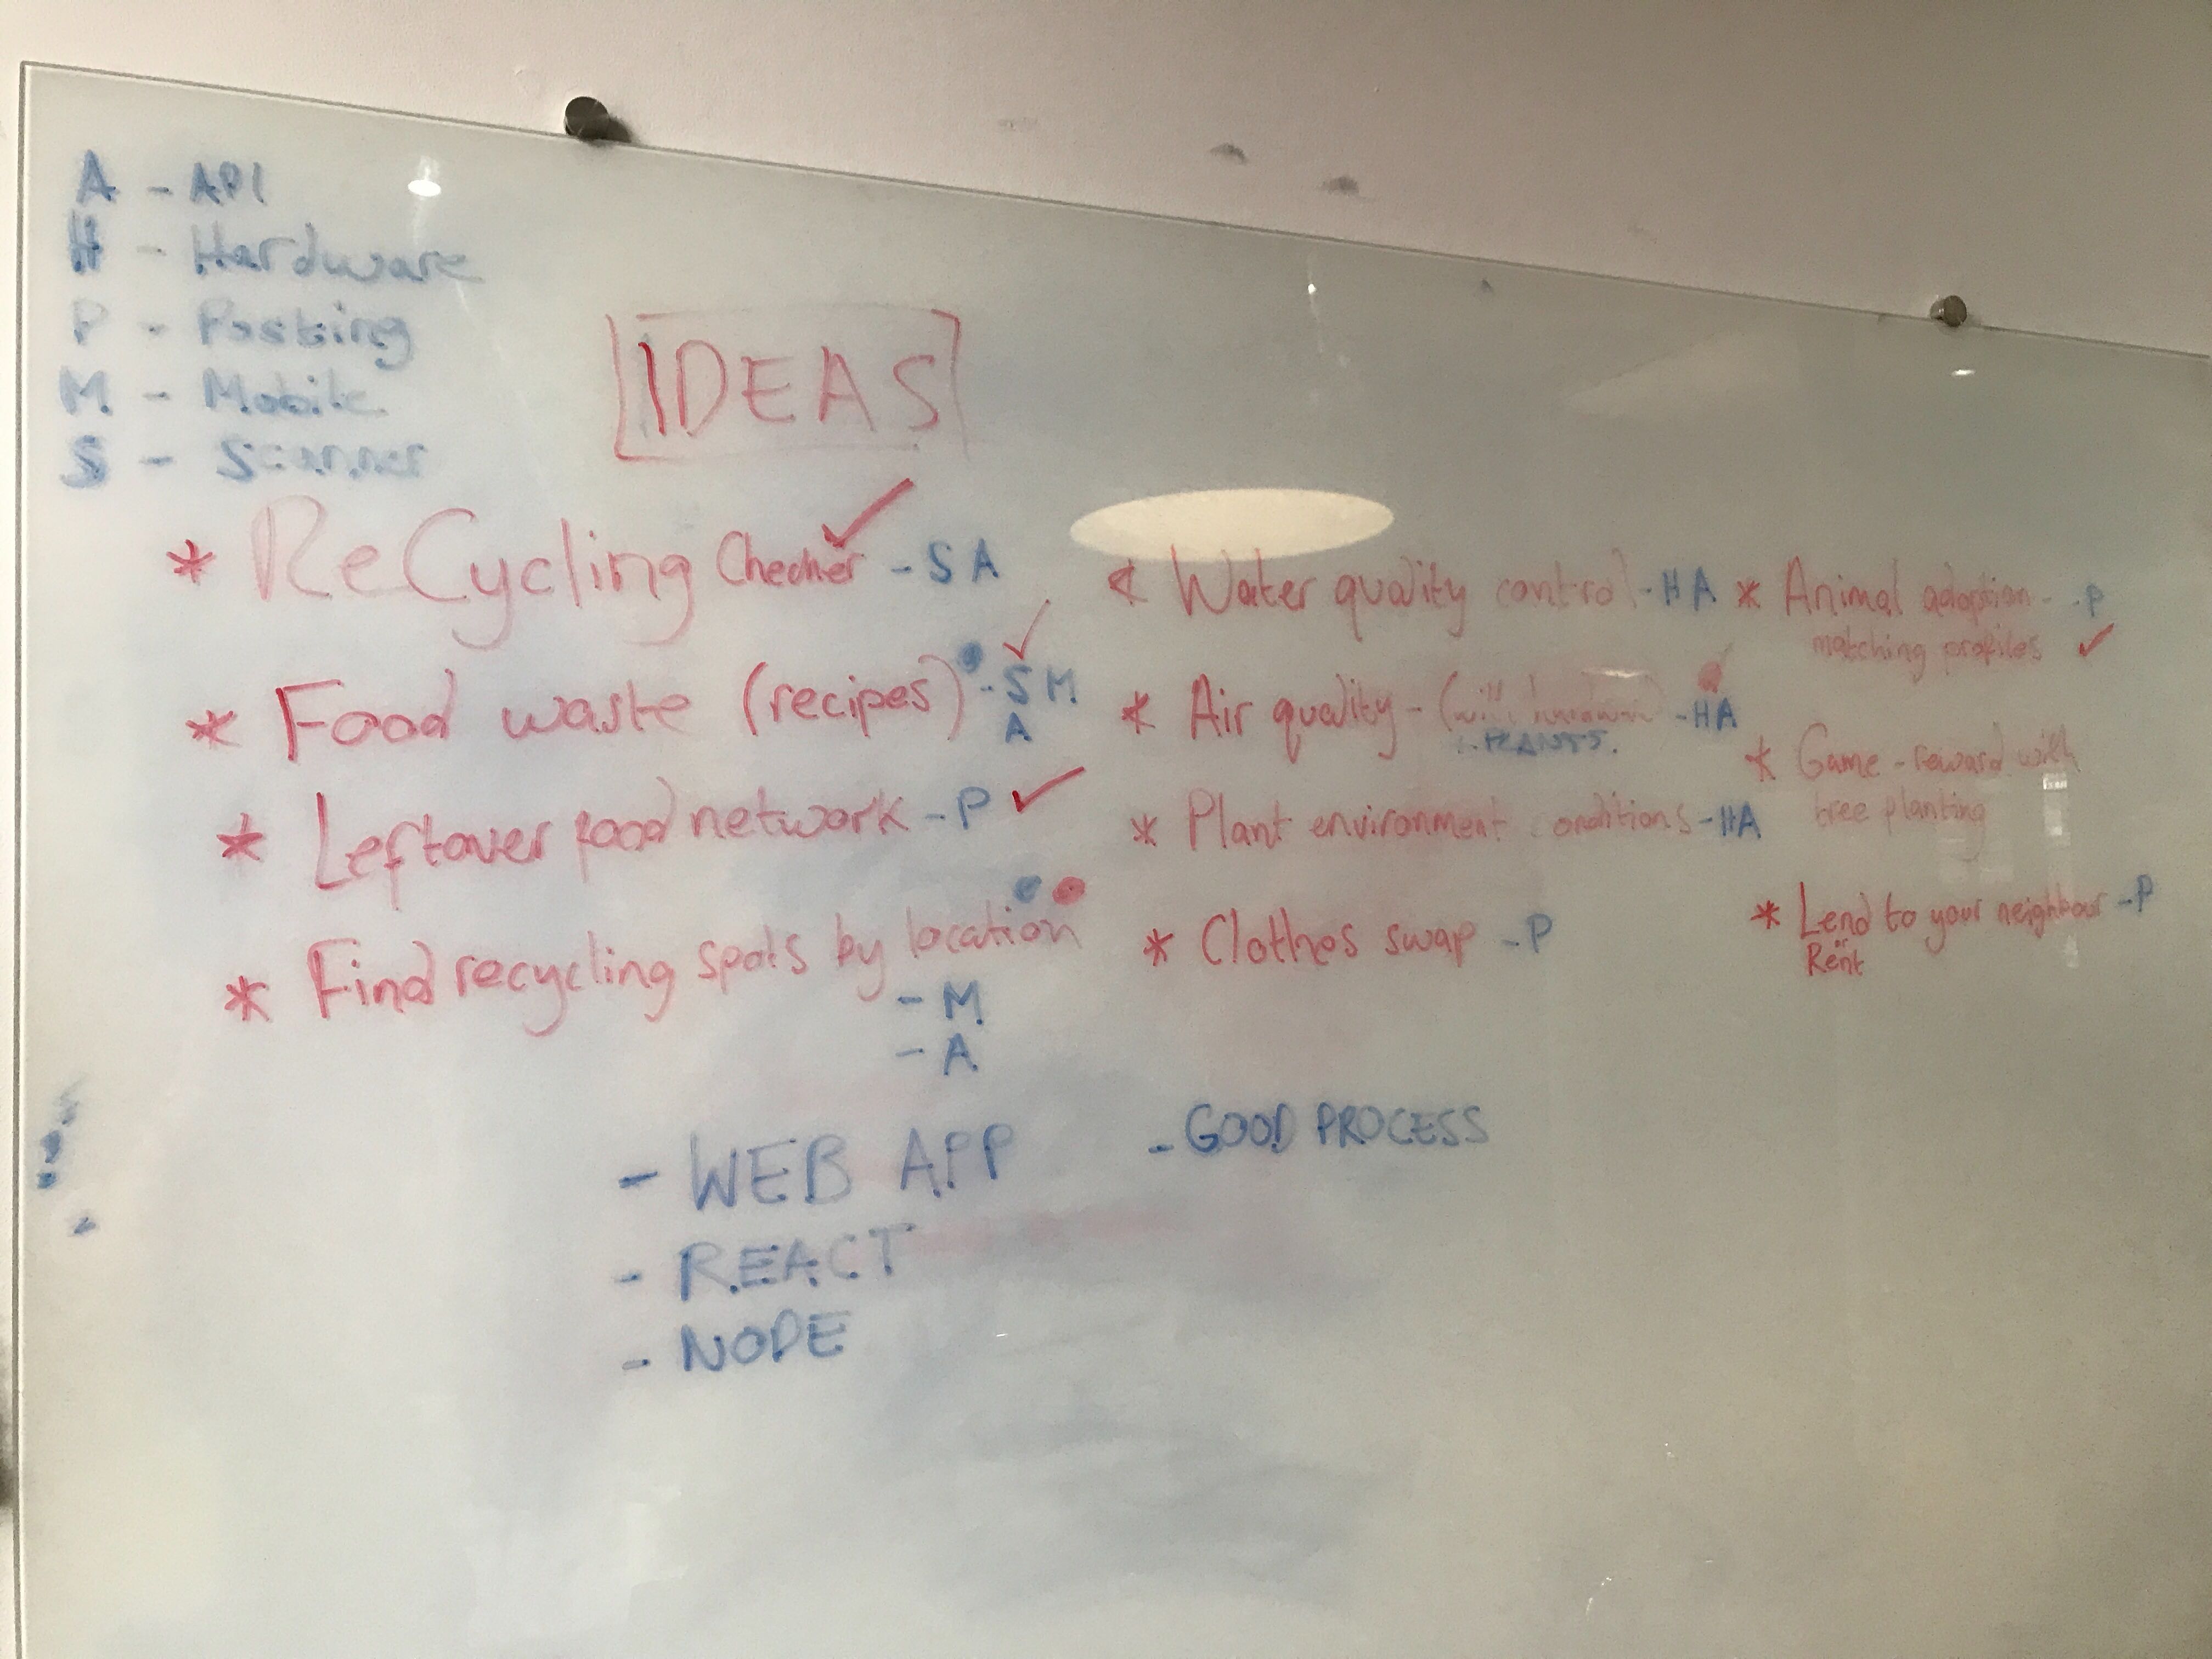 A - API
H - Hardware
P - Posting
M - Mobile
S - Scanner
IDEAS
* ReCycling Checker ✓ - S A
* Food waste (recipes) - S M ✓
A
* Leftover food network - P ✓
* Find recycling spots by location
- M
- A
* Water quality control - H A
* Air quality - ( ) - HA
PLANTS.
* Plant environment conditions - HA
* Clothes swap - P
* Animal adoption - P
matching profiles ✓
* Game - reward with
tree planting
* Lend to your neighbour - P
or
Rent
- WEB APP
- REACT
- NODE
- GOOD PROCESS